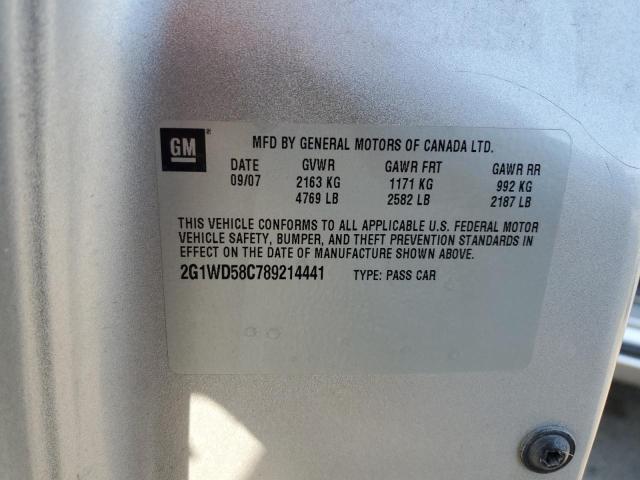 GM
MFD BY GENERAL MOTORS OF CANADA LTD.
DATE GVWR GAWR FRT GAWR RR
09/07 2163 KG 1171 KG 992 KG
4769 LB 2582 LB 2187 LB
THIS VEHICLE CONFORMS TO ALL APPLICABLE U.S. FEDERAL MOTOR
VEHICLE SAFETY, BUMPER, AND THEFT PREVENTION STANDARDS IN
EFFECT ON THE DATE OF MANUFACTURE SHOWN ABOVE.
2G1WD58C789214441 TYPE: PASS CAR